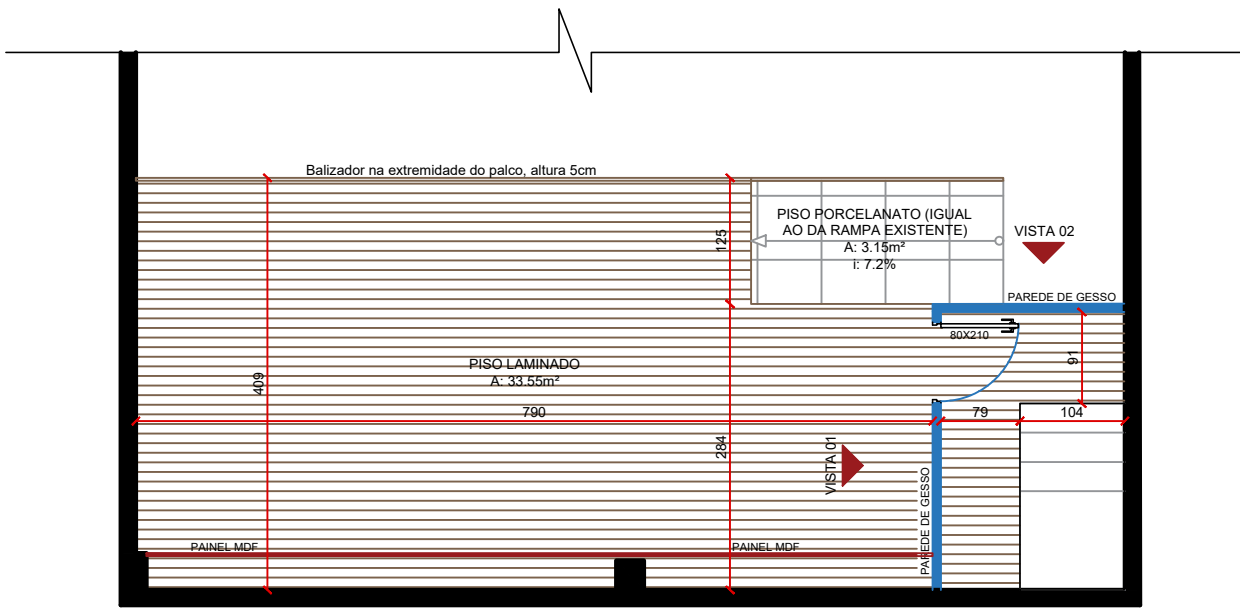 Balizador na extremidade do palco, altura 5cm
PISO PORCELANATO (IGUAL
AO DA RAMPA EXISTENTE)
A: 3.15m²
i: 7.2%
VISTA 02
125
PAREDE DE GESSO
80X210
91
PISO LAMINADO
A: 33.55m²
409
790
79
104
284
VISTA 01
PAREDE DE GESSO
PAINEL MDF
PAINEL MDF